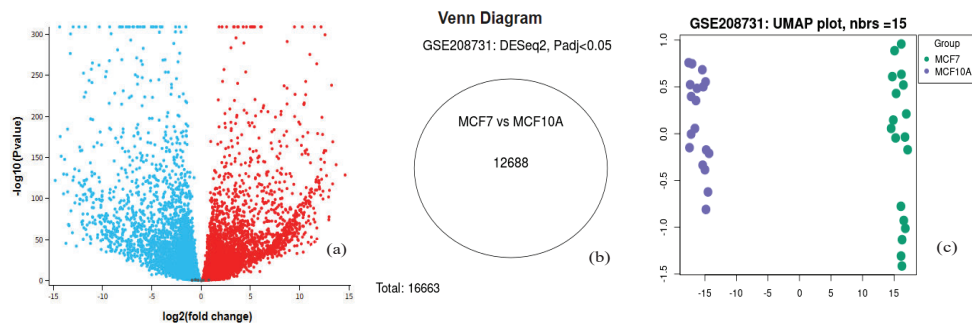 300
250
200
150
100
50
0
-log10(Pvalue)
-15
-10
-5
0
5
10
15
log2(fold change)
(a)
Venn Diagram
GSE208731: DESeq2, Padj<0.05
MCF7 vs MCF10A
12688
(b)
Total: 16663
GSE208731: UMAP plot, nbrs =15
Group
MCF7
MCF10A
1.0
0.5
0.0
-0.5
-1.0
-1.5
-15
-10
-5
0
5
10
15
(c)